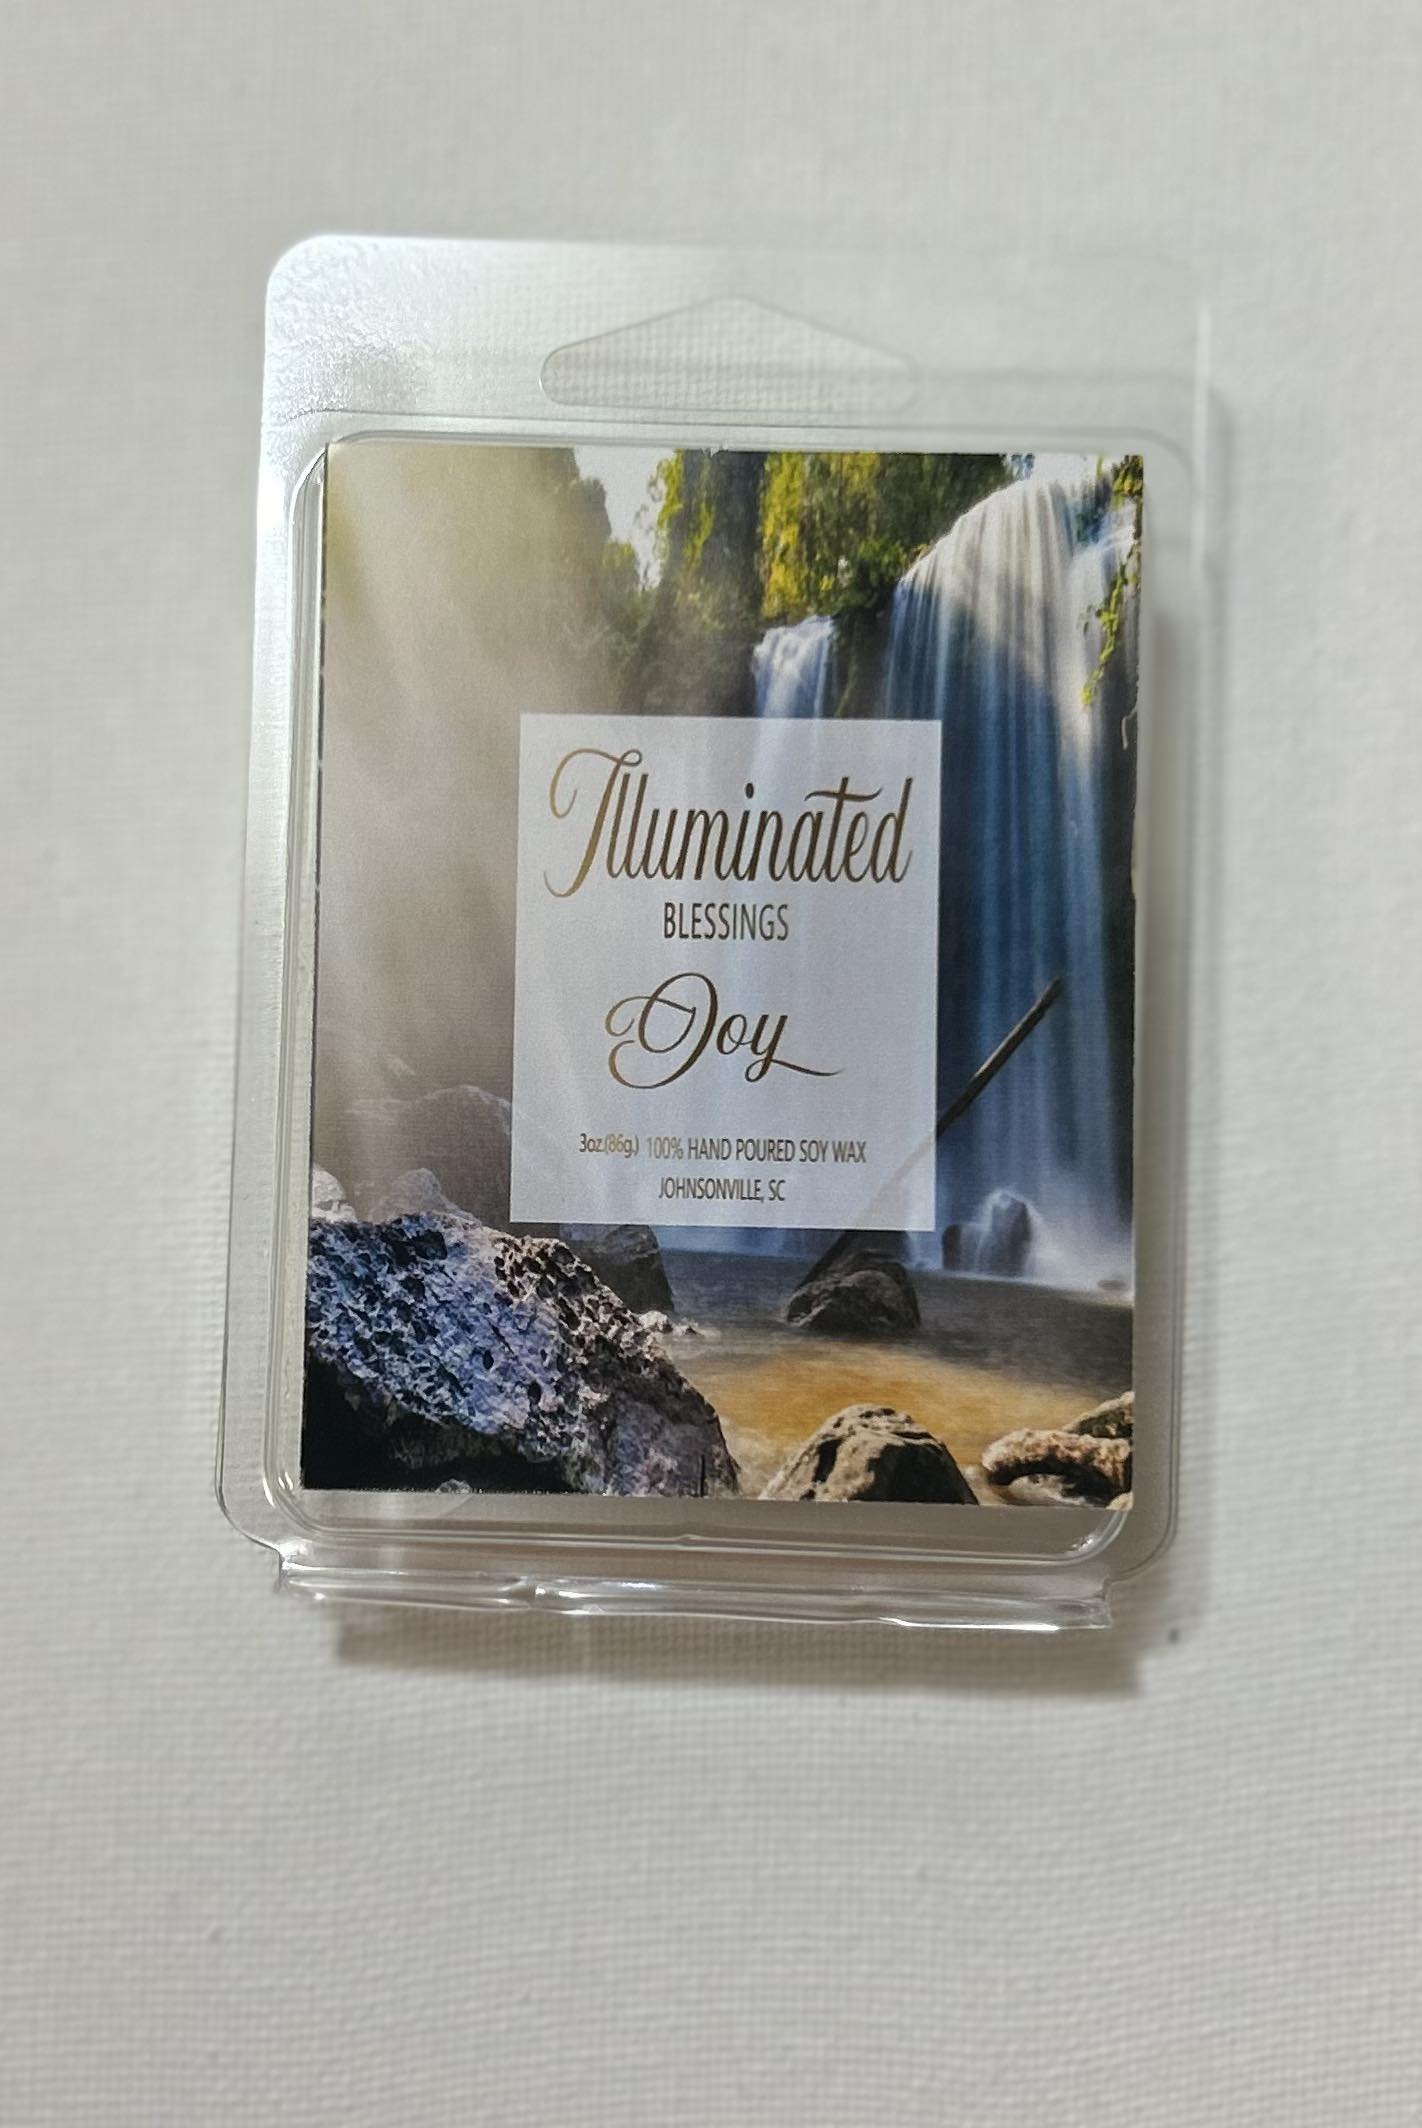 Illuminated
BLESSINGS
Joy
3oz.(86g.) 100% HAND POURED SOY WAX
JOHNSONVILLE, SC